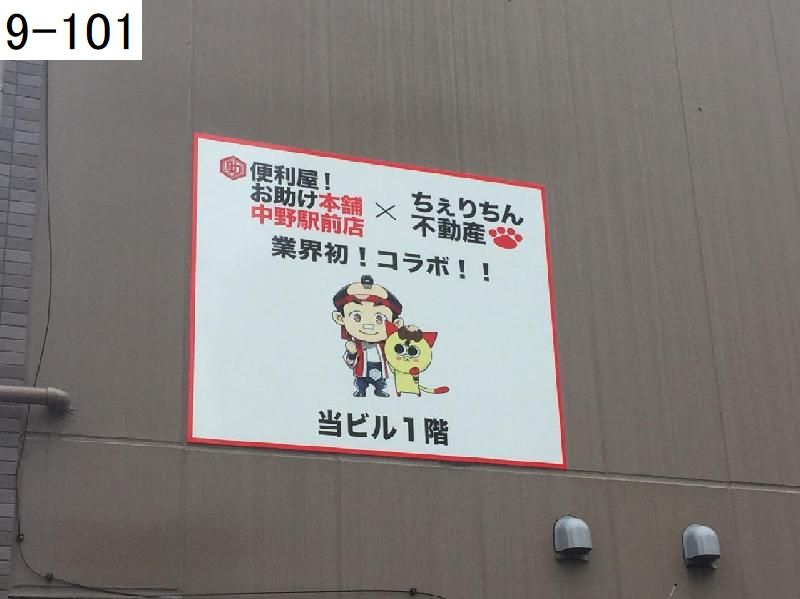 9-101
助
便利屋！
お助け本舗
中野駅前店
×
ちぇりちん
不動産
業界初！コラボ！！
当ビル１階